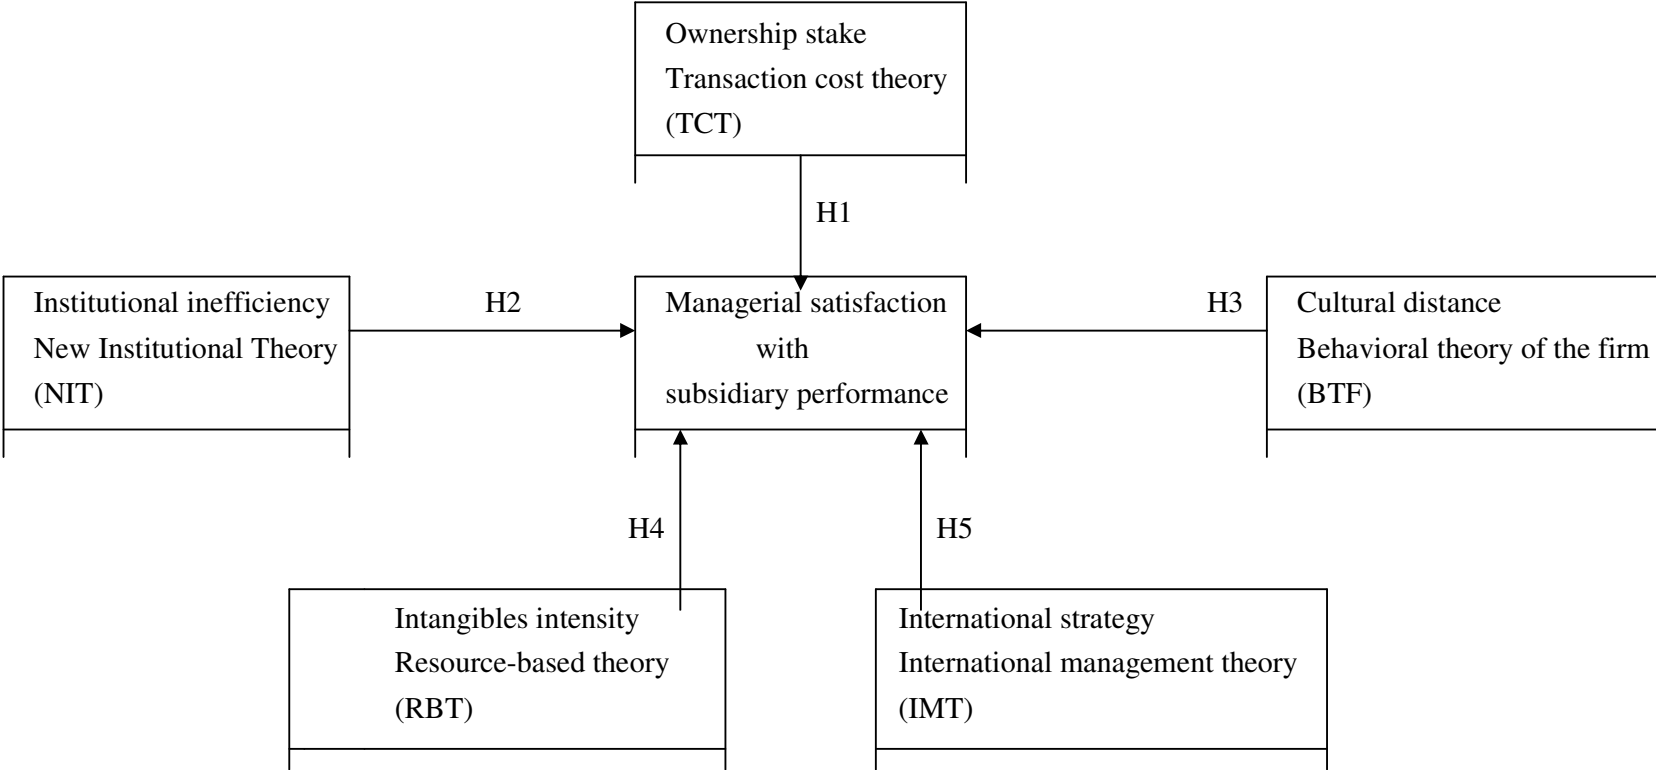 Ownership stake
Transaction cost theory
(TCT)
H1
Institutional inefficiency
New Institutional Theory
(NIT)
H2
Managerial satisfaction
with
subsidiary performance
H3
Cultural distance
Behavioral theory of the firm
(BTF)
H4
H5
Intangibles intensity
Resource-based theory
(RBT)
International strategy
International management theory
(IMT)